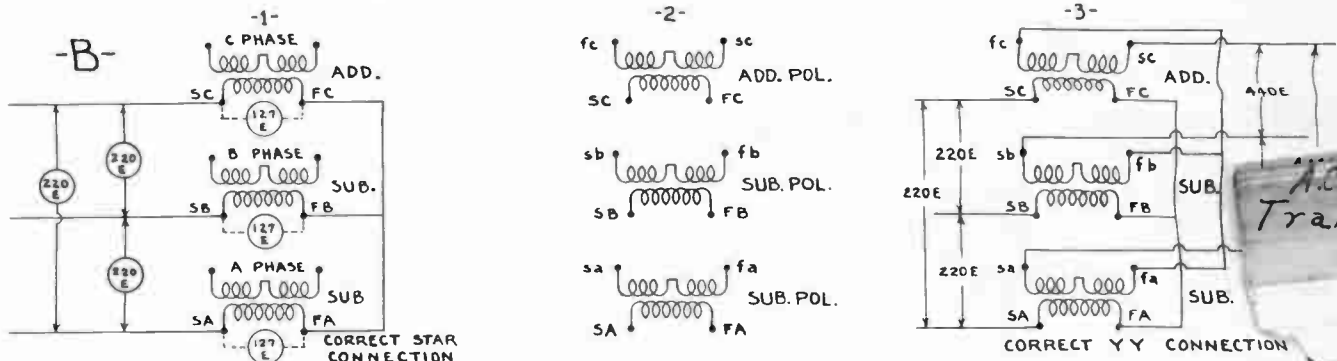 -B-
-1-
C PHASE
ADD.
SC FC
127 E
220 E
220 E
B PHASE
SUB.
SB FB
127 E
220 E
A PHASE
SUB
SA FA
127 E
CORRECT STAR CONNECTION
-2-
fc sc
ADD. POL.
SC FC
sb fb
SUB. POL.
SB FB
sa fa
SUB. POL.
SA FA
-3-
fc sc
ADD.
SC FC
440E
sb fb
220E
SUB.
SB FB
220E
220E
sa fa
SUB.
SA FA
CORRECT YY CONNECTION